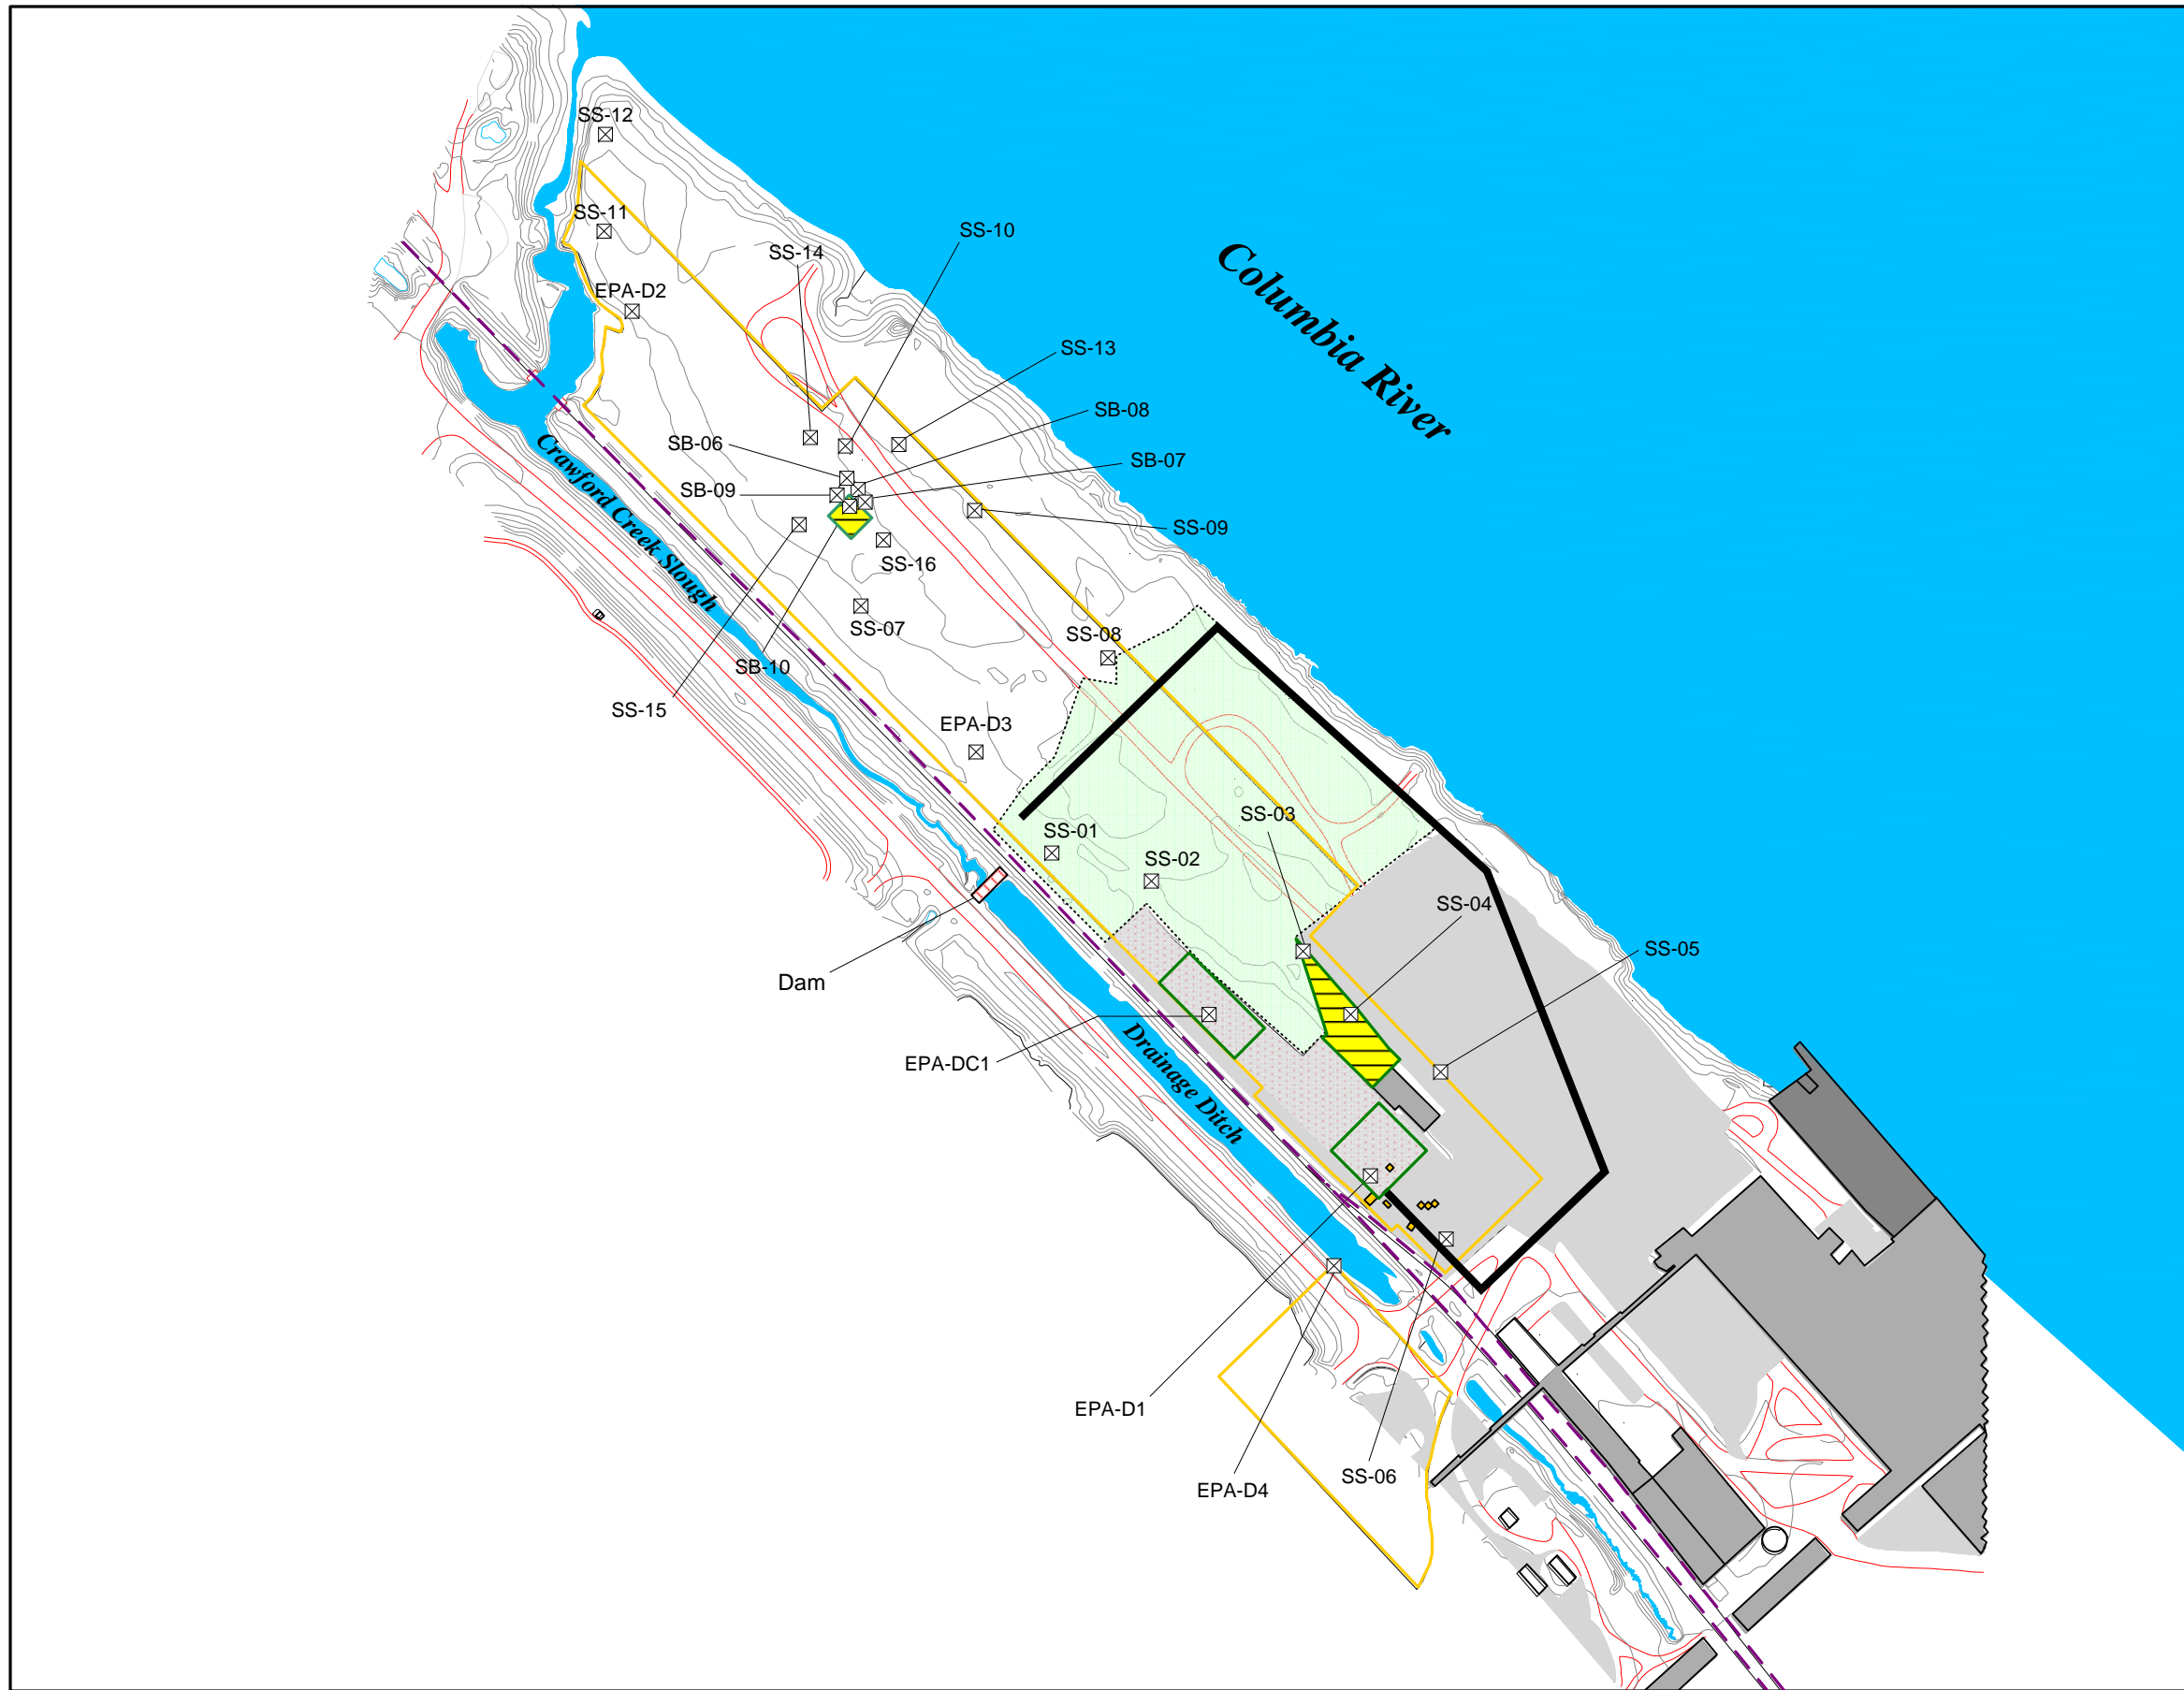 SS-12
SS-11
SS-10
SS-14
Columbia River
EPA-D2
SS-13
SB-08
SB-06
SB-07
SB-09
SS-09
Crawford Creek Slough
SS-16
SS-07
SS-08
SB-10
SS-15
EPA-D3
SS-03
SS-01
SS-02
SS-04
SS-05
Dam
EPA-DC1
Drainage Ditch
EPA-D1
SS-06
EPA-D4